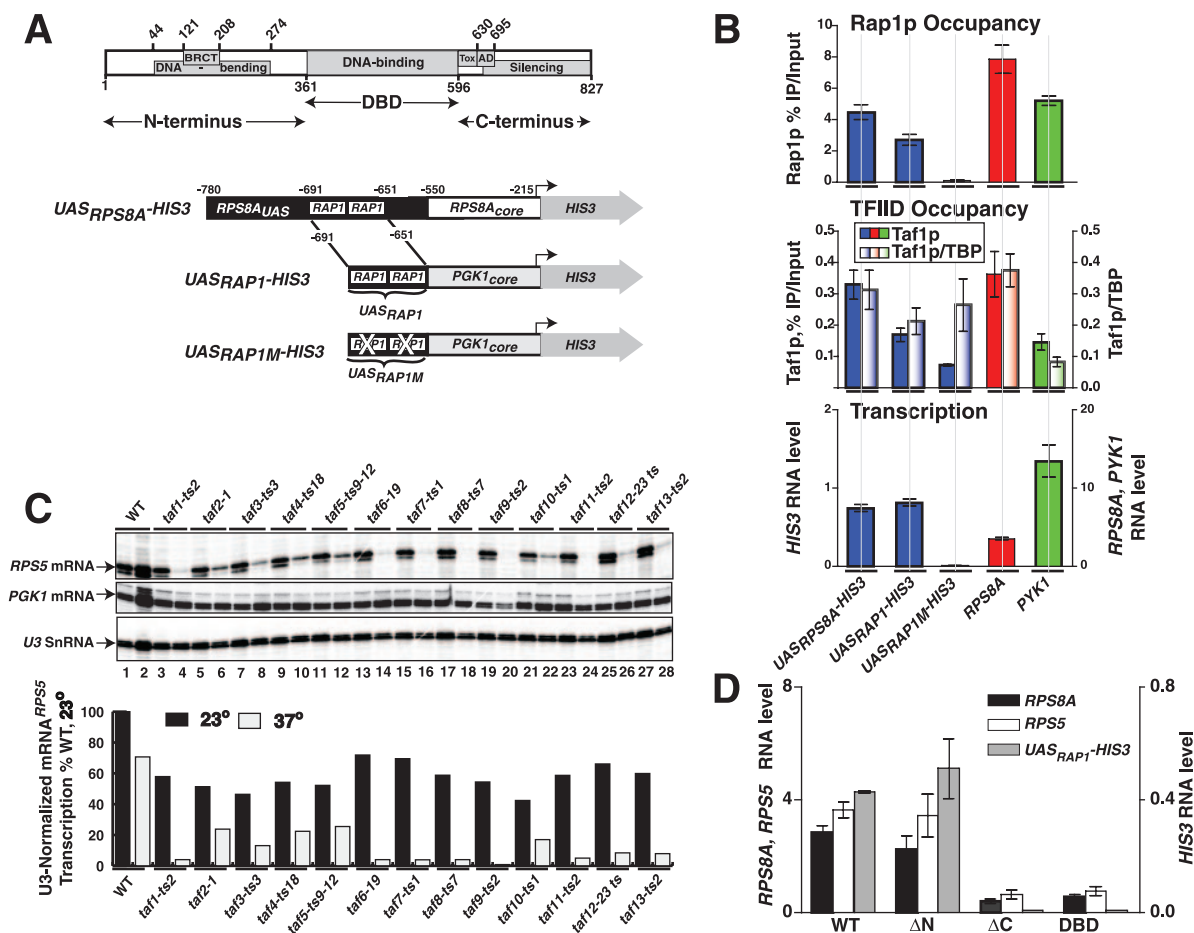 A
44
121
208
274
630
695
BRCT
DNA - bending
DNA-binding
Tox
AD
Silencing
1
361
596
827
N-terminus
DBD
C-terminus
-780
-691
-651
-550
-215
UASRPS8A-HIS3
RPS8AUAS
RAP1
RAP1
RPS8Acore
HIS3
-691
-651
UASRAP1-HIS3
RAP1
RAP1
PGK1core
HIS3
UASRAP1
UASRAP1M-HIS3
RAP1
RAP1
PGK1core
HIS3
UASRAP1M
B
Rap1p Occupancy
Rap1p % IP/Input
10
8
6
4
2
0
TFIID Occupancy
Taf1p
Taf1p/TBP
Taf1p,% IP/Input
0.5
0.4
0.3
0.2
0.1
0.5
0.4
0.3
0.2
0.1
0.0
Taf1p/TBP
Transcription
HIS3 RNA level
2
1
0
20
10
0
RPS8A, PYK1
RNA level
UASRPS8A-HIS3
UASRAP1-HIS3
UASRAP1M-HIS3
RPS8A
PYK1
C
WT
taf1-ts2
taf2-1
taf3-ts3
taf4-ts18
taf5-ts9-12
taf6-19
taf7-ts1
taf8-ts7
taf9-ts2
taf10-ts1
taf11-ts2
taf12-23 ts
taf13-ts2
RPS5 mRNA
PGK1 mRNA
U3 SnRNA
1 2 3 4 5 6 7 8 9 10 11 12 13 14 15 16 17 18 19 20 21 22 23 24 25 26 27 28
U3-Normalized mRNA RPS5
Transcription % WT, 23°
100
80
60
40
20
0
23°
37°
WT
taf1-ts2
taf2-1
taf3-ts3
taf4-ts18
taf5-ts9-12
taf6-19
taf7-ts1
taf8-ts7
taf9-ts2
taf10-ts1
taf11-ts2
taf12-23 ts
taf13-ts2
D
RPS8A, RPS5 RNA level
8
4
0
RPS8A
RPS5
UASRAP1-HIS3
0.8
0.4
0.0
HIS3 RNA level
WT
ΔN
ΔC
DBD